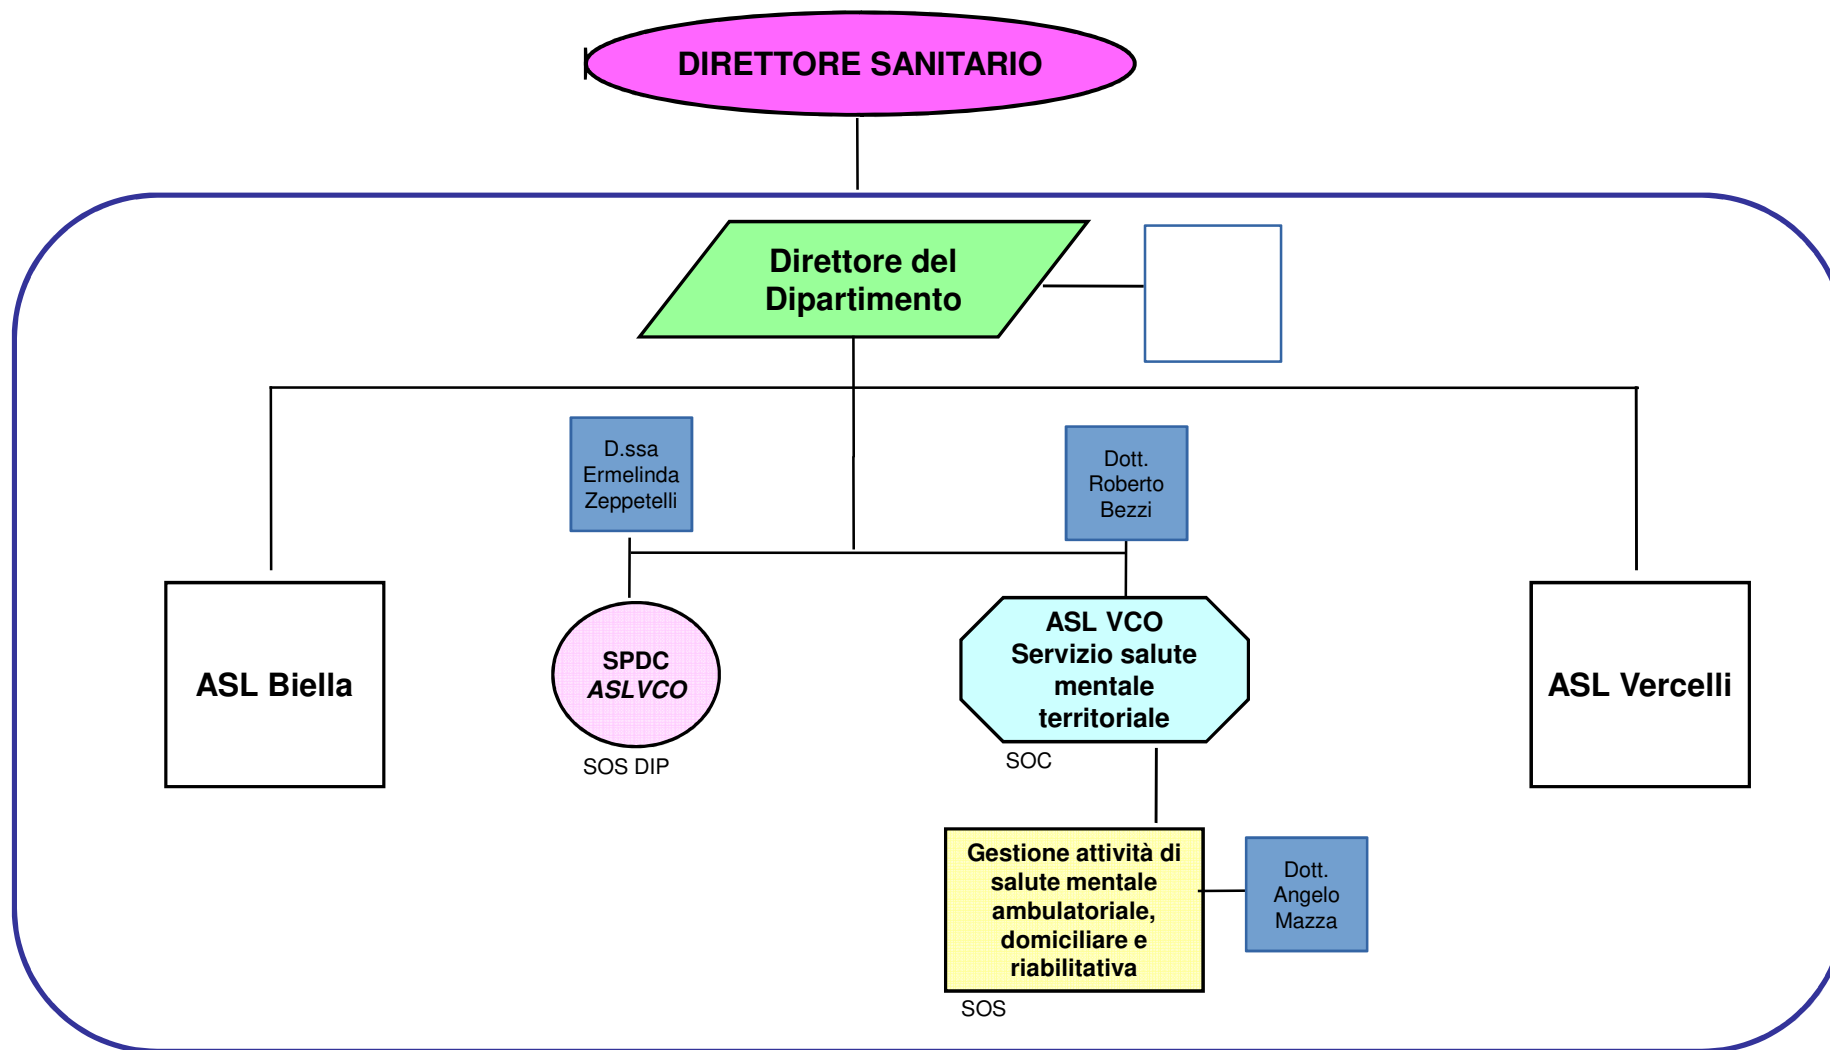 DIRETTORE SANITARIO
Direttore del
Dipartimento
D.ssa
Ermelinda
Zeppetelli
Dott.
Roberto
Bezzi
ASL Biella
SPDC
ASLVCO
SOS DIP
ASL VCO
Servizio salute
mentale
territoriale
SOC
ASL Vercelli
Gestione attività di
salute mentale
ambulatoriale,
domiciliare e
riabilitativa
SOS
Dott.
Angelo
Mazza